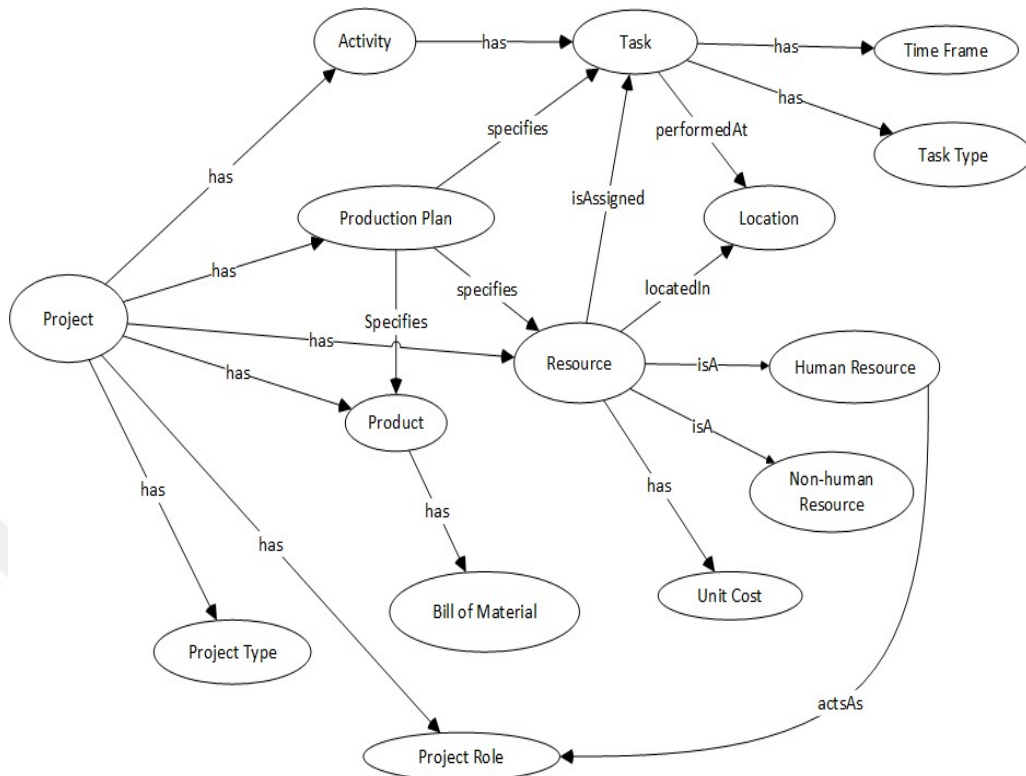 Activity
has
Task
has
Time Frame
has
Task Type
specifies
performedAt
has
isAssigned
Production Plan
Location
has
specifies
locatedIn
Project
Specifies
has
Resource
isA
Human Resource
has
Product
isA
Non-human
Resource
has
has
has
has
Unit Cost
Bill of Material
Project Type
actsAs
Project Role